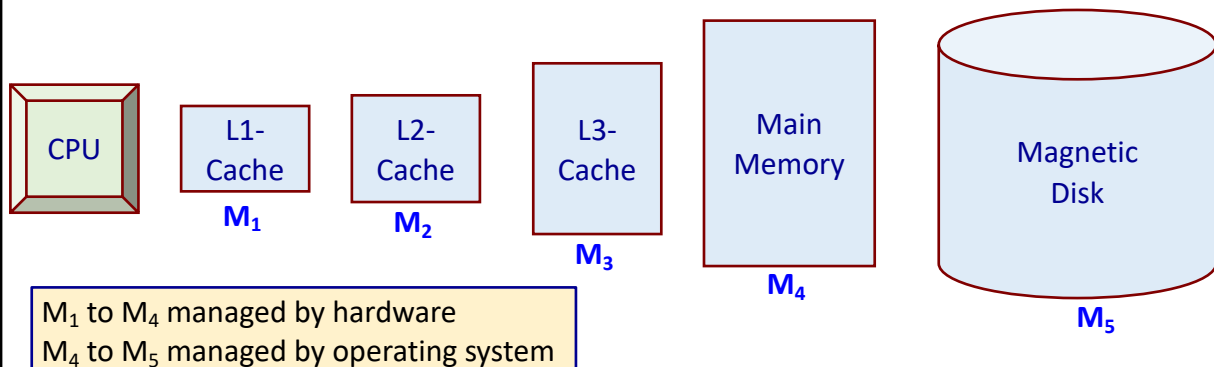 CPU
L1-
Cache
M₁
L2-
Cache
M₂
L3-
Cache
M₃
Main
Memory
M₄
Magnetic
Disk
M₅
M₁ to M₄ managed by hardware
M₄ to M₅ managed by operating system